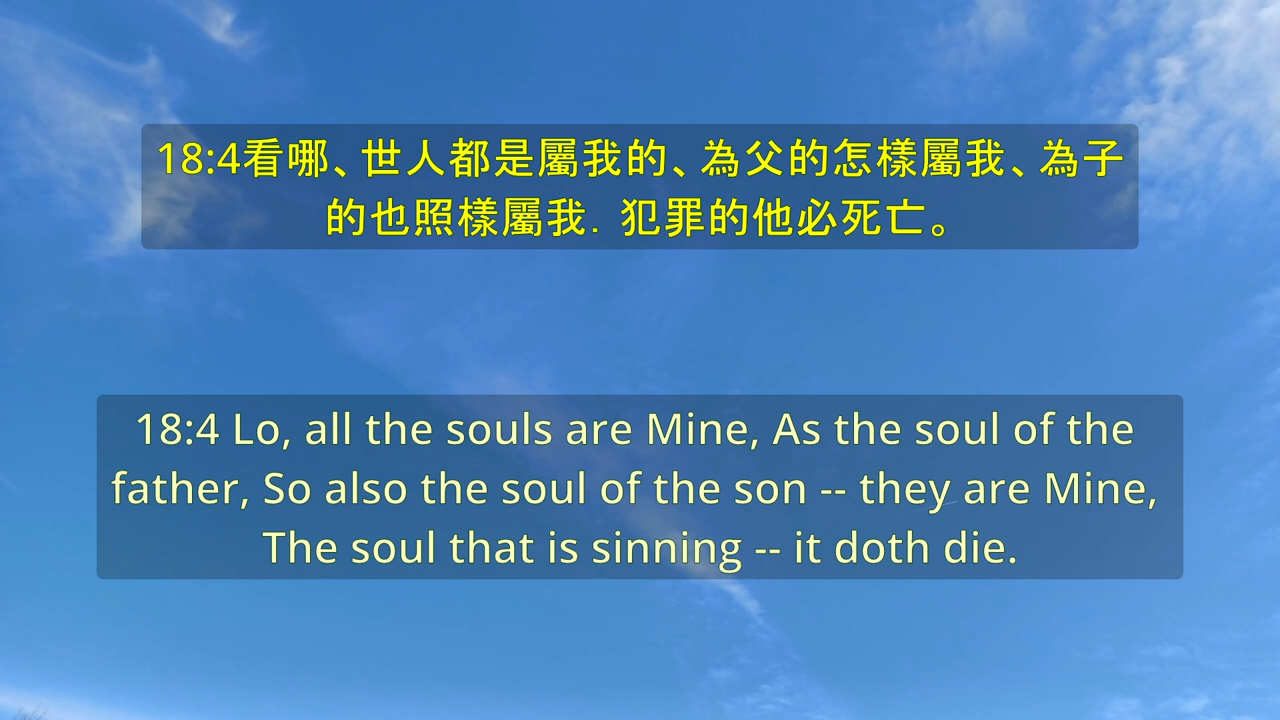 18:4看哪、世人都是屬我的、為父的怎樣屬我、為子
的也照樣屬我．犯罪的他必死亡。
18:4 Lo, all the souls are Mine, As the soul of the
father, So also the soul of the son -- they are Mine,
The soul that is sinning -- it doth die.